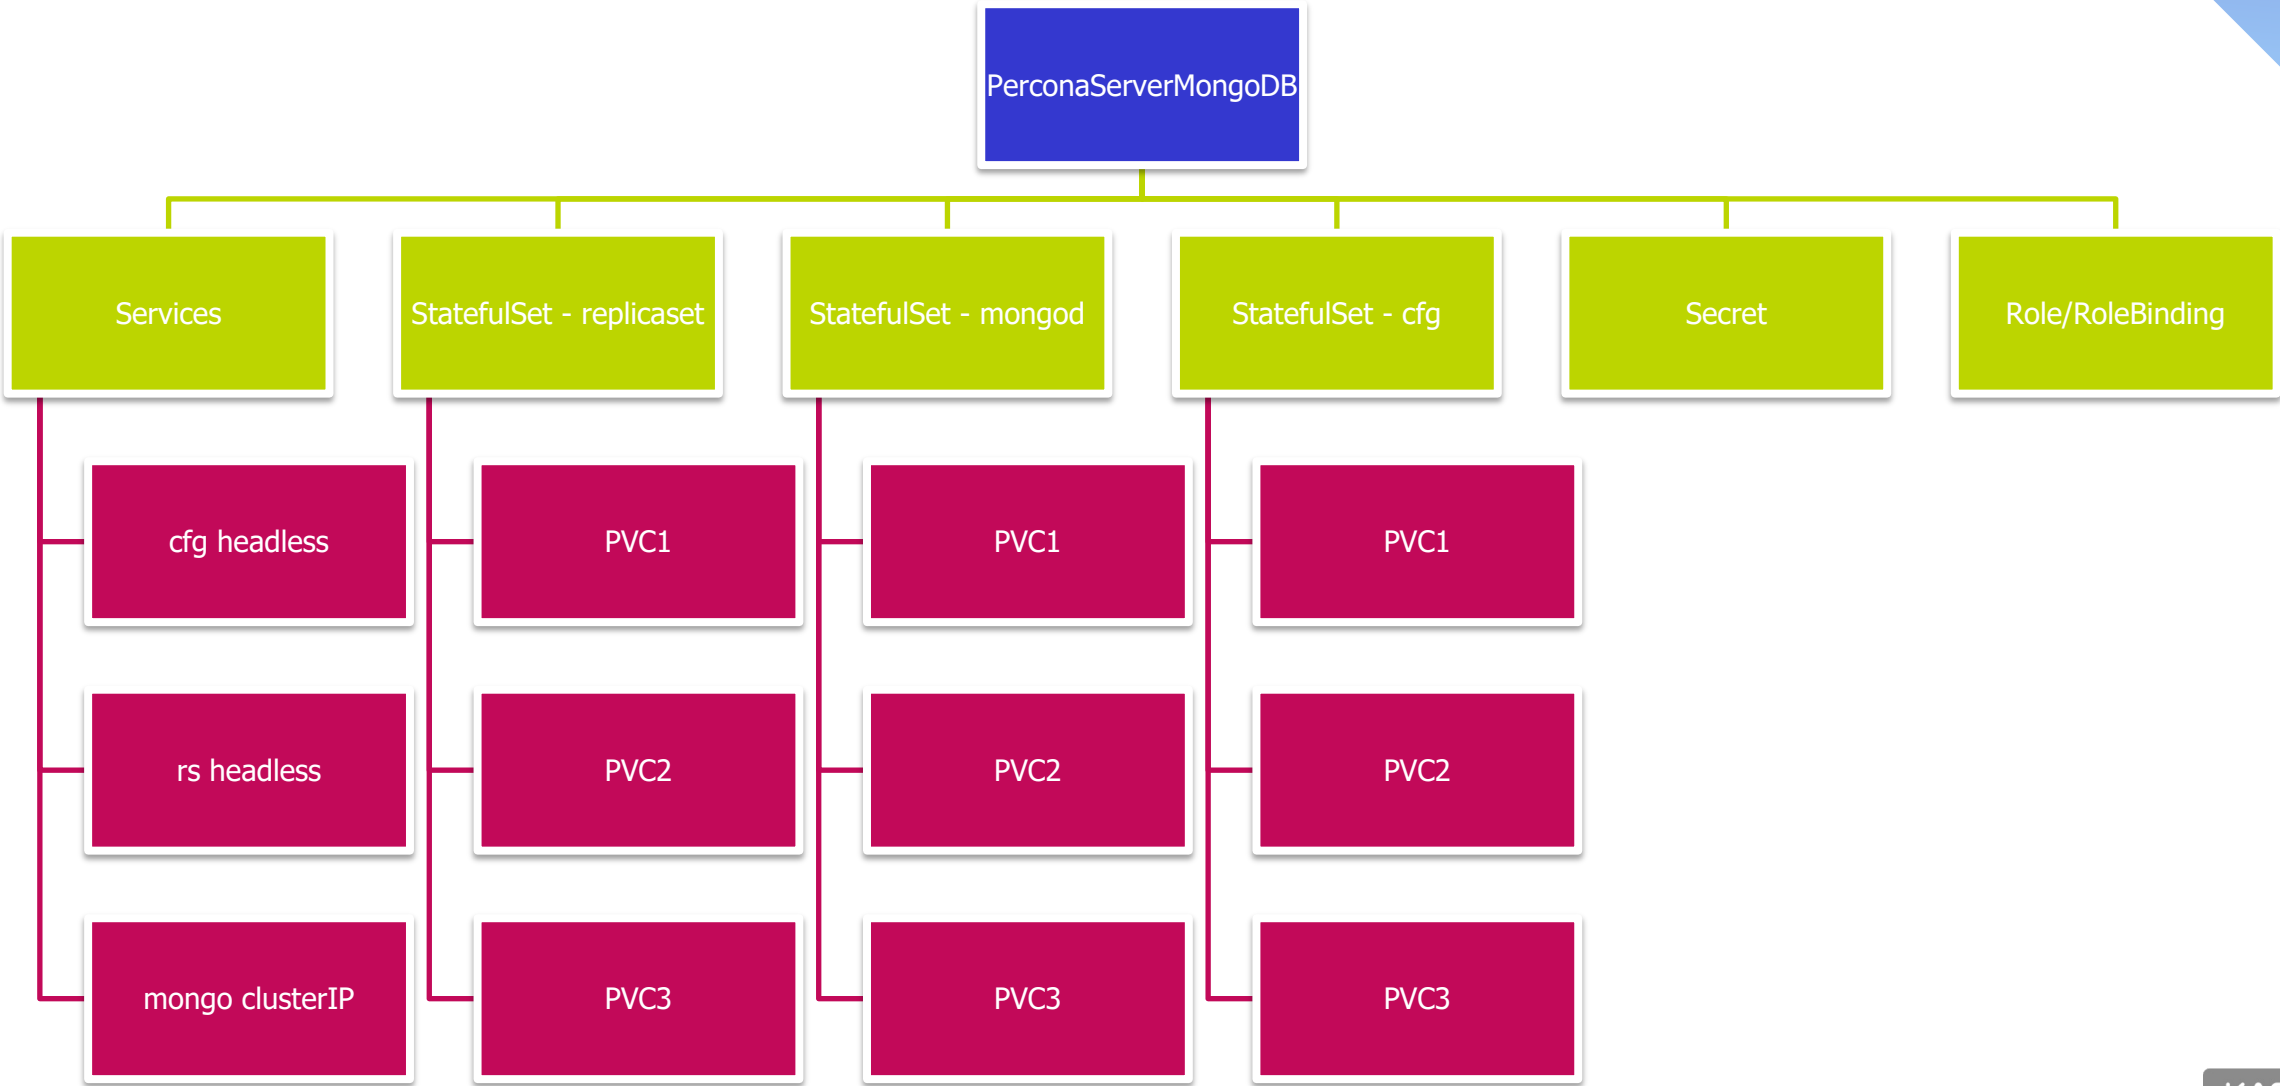 PerconaServerMongoDB
Services
StatefulSet - replicaset
StatefulSet - mongod
StatefulSet - cfg
Secret
Role/RoleBinding
cfg headless
PVC1
PVC1
PVC1
rs headless
PVC2
PVC2
PVC2
mongo clusterIP
PVC3
PVC3
PVC3